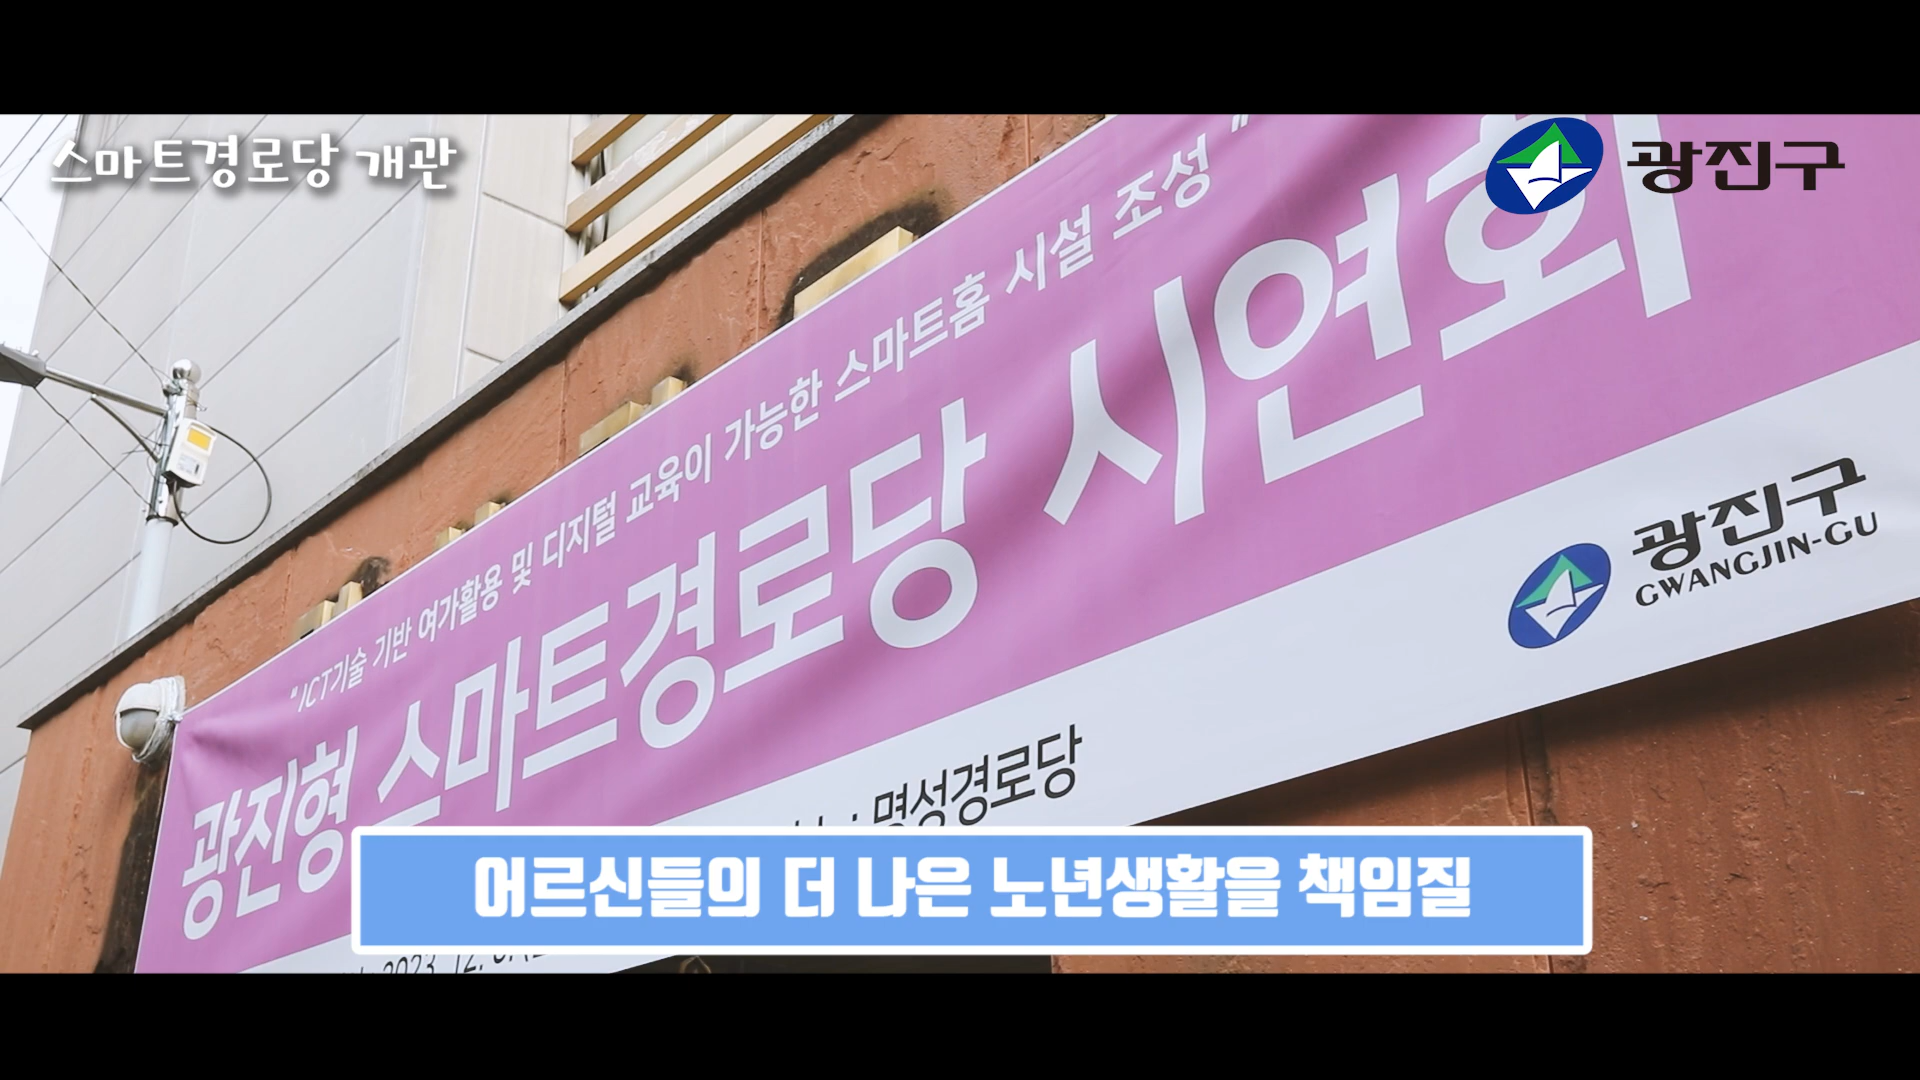 스마트경로당 개관
광진구
"ICT기술 기반 여가활용 및 디지털 교육이 가능한 스마트홈 시설 조성"
광진형 스마트경로당 시연회
: 명성경로당
2023. 12.
광진구
GWANGJIN-GU
어르신들의 더 나은 노년생활을 책임질